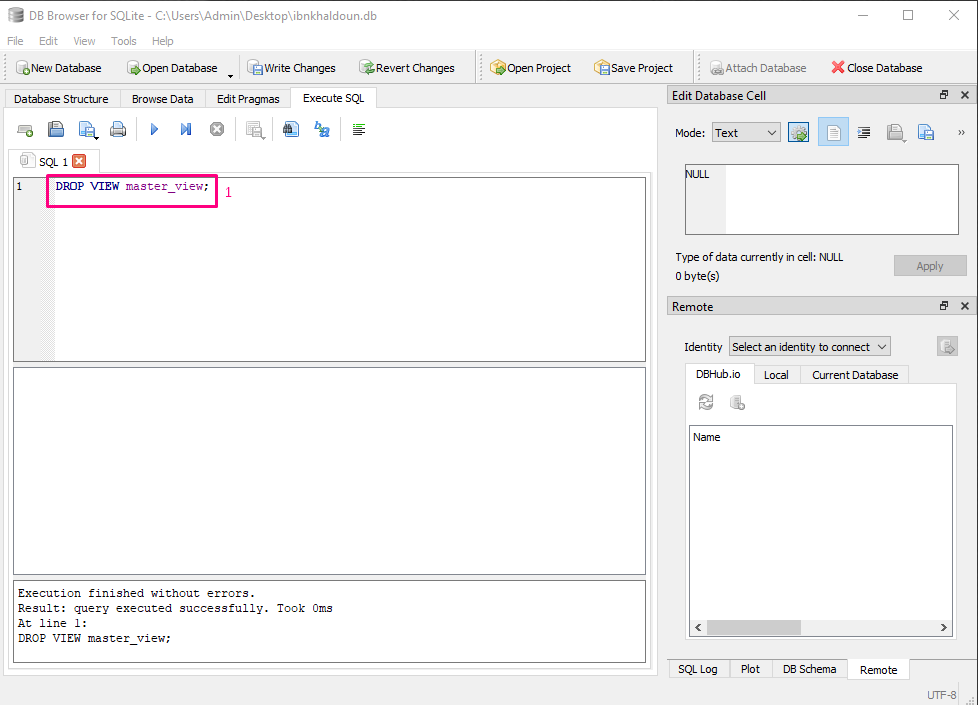 DB Browser for SQLite - C:\Users\Admin\Desktop\ibnkhaldoun.db
File Edit View Tools Help
New Database Open Database Write Changes Revert Changes Open Project Save Project Attach Database Close Database
Database Structure Browse Data Edit Pragmas Execute SQL
SQL 1
1 DROP VIEW master_view; 1
Execution finished without errors.
Result: query executed successfully. Took 0ms
At line 1:
DROP VIEW master_view;
Edit Database Cell
Mode: Text
NULL
Type of data currently in cell: NULL
0 byte(s)
Apply
Remote
Identity Select an identity to connect
DBHub.io Local Current Database
Name
SQL Log Plot DB Schema Remote
UTF-8